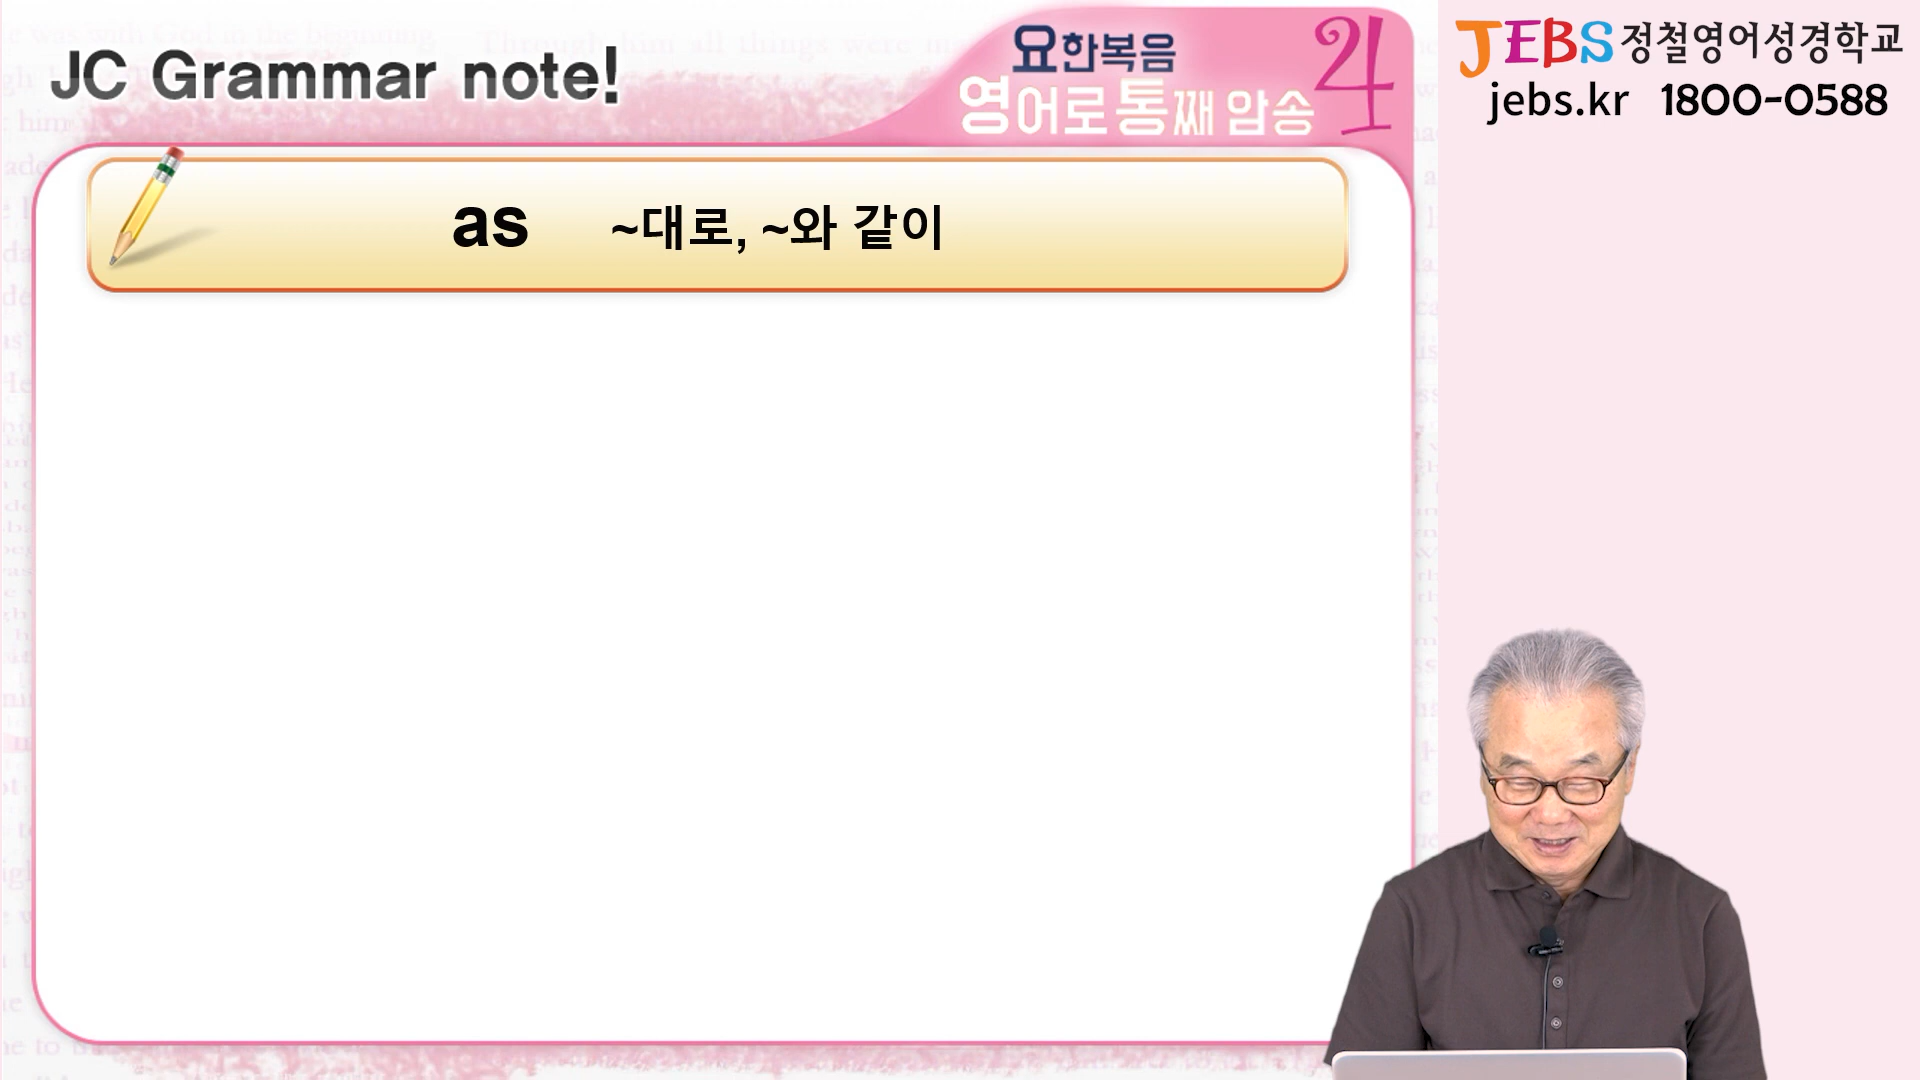 JC Grammar note!
요한복음
영어로 통째 암송
4
JEBS 정철영어성경학교
jebs.kr 1800-0588
as ~대로, ~와 같이